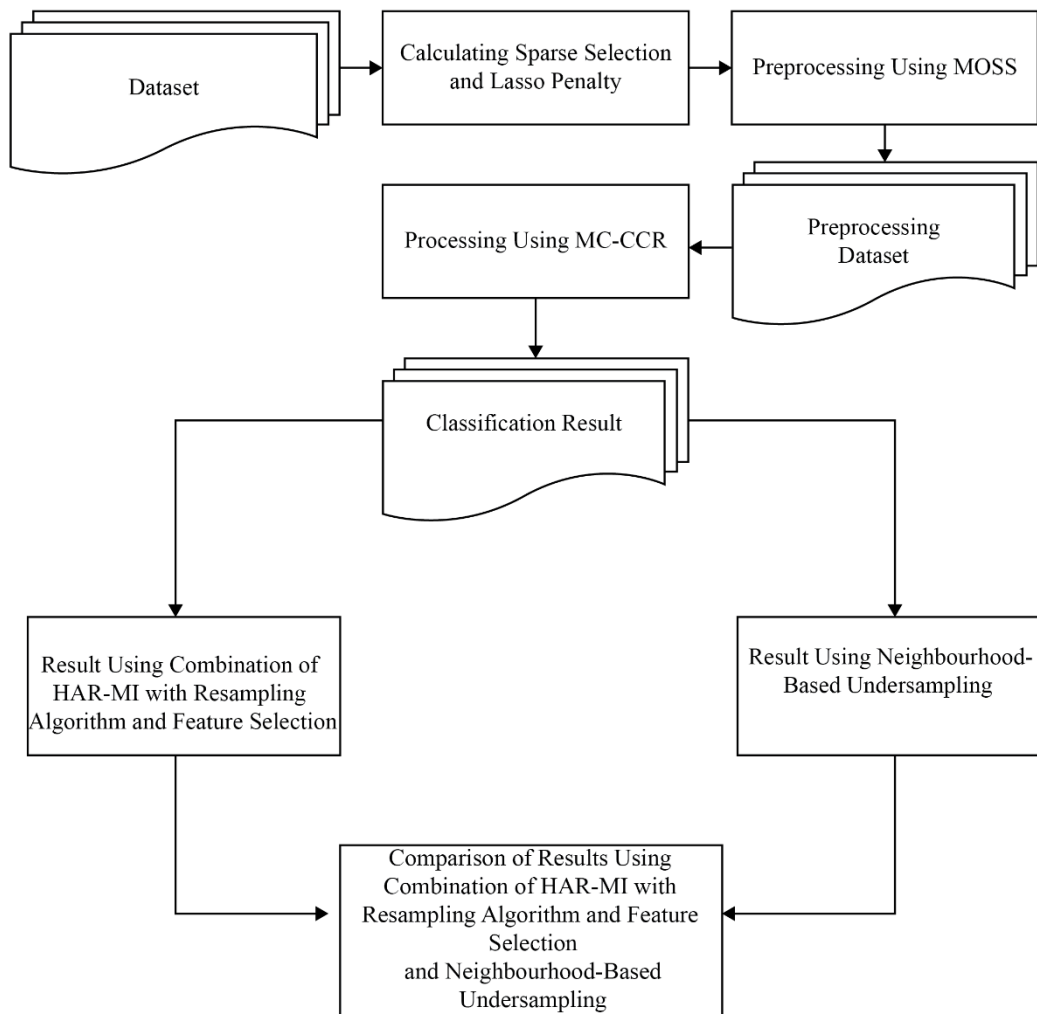 Dataset
Calculating Sparse Selection
and Lasso Penalty
Preprocessing Using MOSS
Processing Using MC-CCR
Preprocessing
Dataset
Classification Result
Result Using Combination of
HAR-MI with Resampling
Algorithm and Feature Selection
Result Using Neighbourhood-
Based Undersampling
Comparison of Results Using
Combination of HAR-MI with
Resampling Algorithm and Feature
Selection
and Neighbourhood-Based
Undersampling